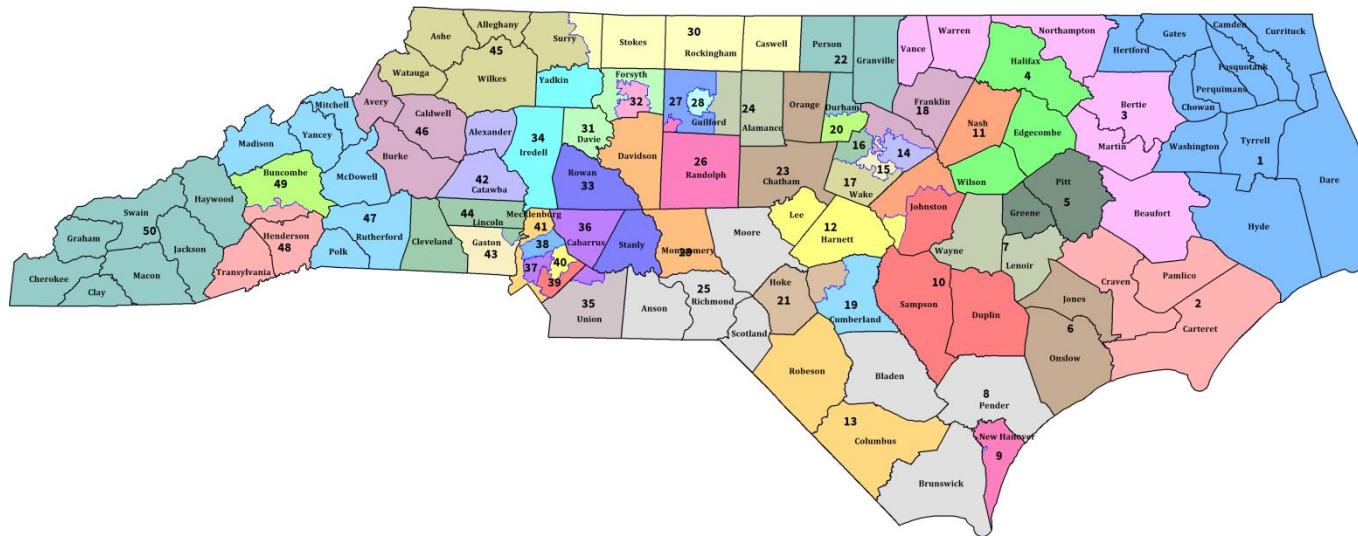 Ashe
Alleghany
45
Surry
Wilkes
Watauga
Stokes
30
Rockingham
Caswell
Person
22
Granville
Vance
Warren
Northampton
Halifax
4
Hertford
Gates
Camden
Currituck
Pasquotank
Perquimans
Chowan
Bertie
3
Martin
Washington
Tyrrell
1
Dare
Hyde
Yadkin
Forsyth
32
27
28
Guilford
24
Alamance
Orange
Durham
20
Franklin
18
Nash
11
Edgecombe
Wilson
16
14
15
17
Wake
Mitchell
Avery
Caldwell
46
Yancey
Madison
Burke
McDowell
Alexander
42
Catawba
34
Iredell
31
Davie
Davidson
26
Randolph
23
Chatham
Rowan
33
Buncombe
49
Haywood
Swain
50
Graham
Jackson
Cherokee
Macon
Clay
Henderson
48
Transylvania
47
Rutherford
Polk
Cleveland
44
Lincoln
Gaston
43
Mecklenburg
41
38
37
40
39
36
Cabarrus
Stanly
Montgomery
29
Moore
Lee
12
Harnett
Johnston
Wayne
7
Lenoir
Greene
Pitt
5
Beaufort
Craven
Pamlico
2
Carteret
Jones
6
Onslow
35
Union
Anson
25
Richmond
Scotland
Hoke
21
19
Cumberland
10
Sampson
Duplin
Robeson
Bladen
8
Pender
13
Columbus
New Hanover
9
Brunswick